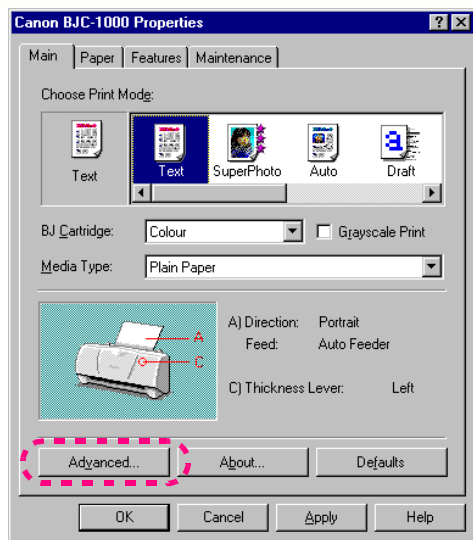 Canon BJC-1000 Properties
Main Paper Features Maintenance
Choose Print Mode:
Text
Text SuperPhoto Auto Draft
BJ Cartridge: Colour Grayscale Print
Media Type: Plain Paper
A) Direction: Portrait
Feed: Auto Feeder
A
C
C) Thickness Lever: Left
Advanced... About... Defaults
OK Cancel Apply Help